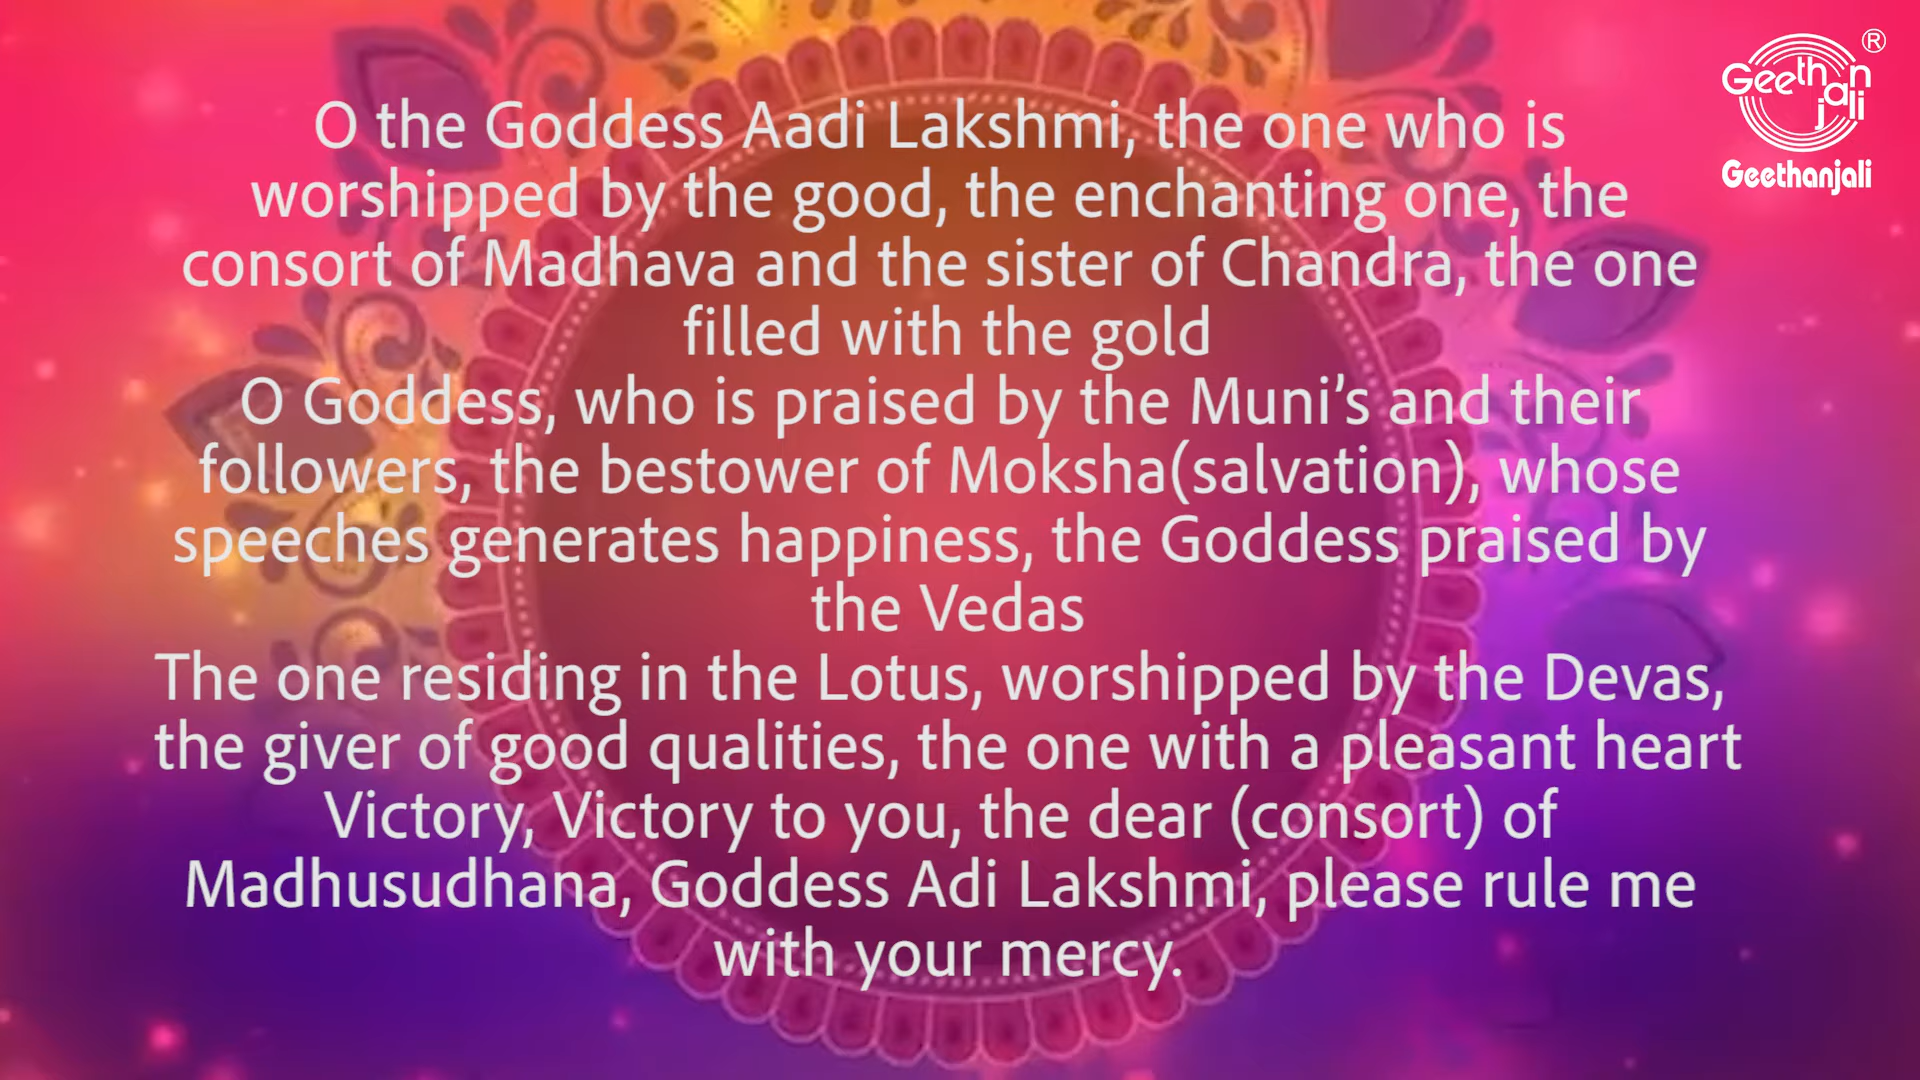 Geethanjali ®
Geethanjali
O the Goddess Aadi Lakshmi, the one who is
worshipped by the good, the enchanting one, the
consort of Madhava and the sister of Chandra, the one
filled with the gold
O Goddess, who is praised by the Muni’s and their
followers, the bestower of Moksha(salvation), whose
speeches generates happiness, the Goddess praised by
the Vedas
The one residing in the Lotus, worshipped by the Devas,
the giver of good qualities, the one with a pleasant heart
Victory, Victory to you, the dear (consort) of
Madhusudhana, Goddess Adi Lakshmi, please rule me
with your mercy.